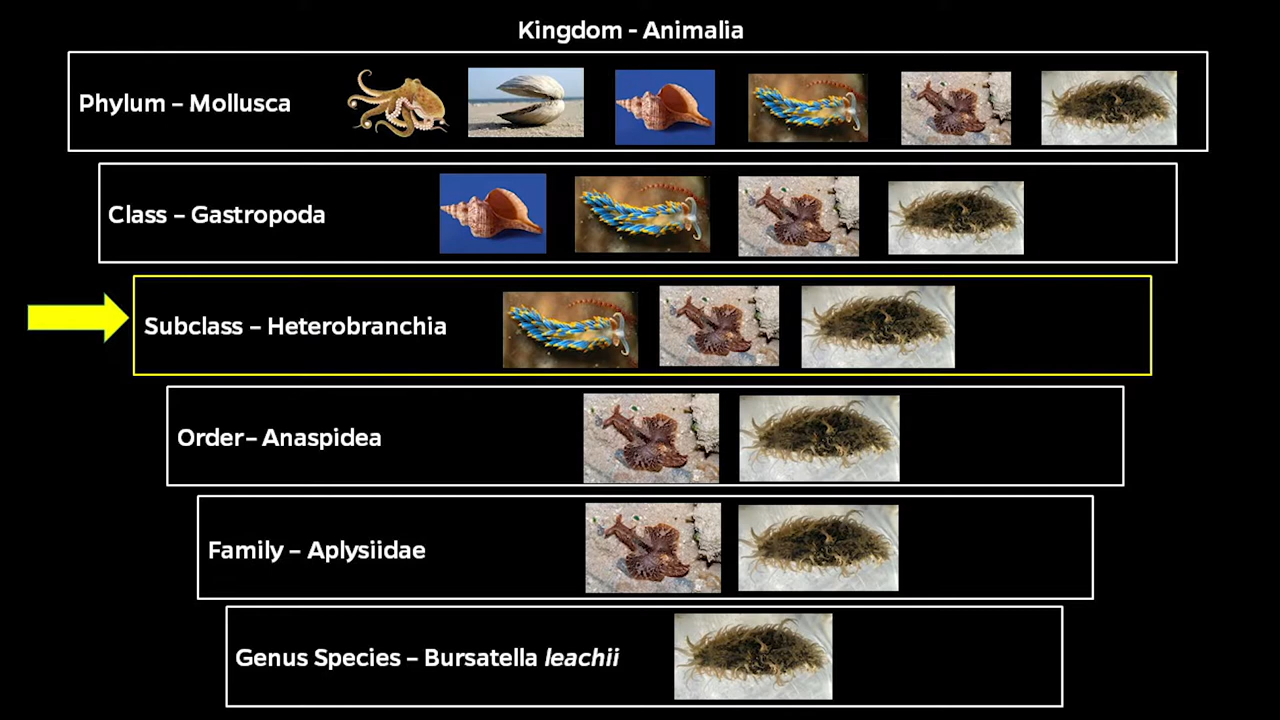 Kingdom - Animalia
Phylum – Mollusca
Class – Gastropoda
Subclass – Heterobranchia
Order– Anaspidea
Family – Aplysiidae
Genus Species – Bursatella leachii